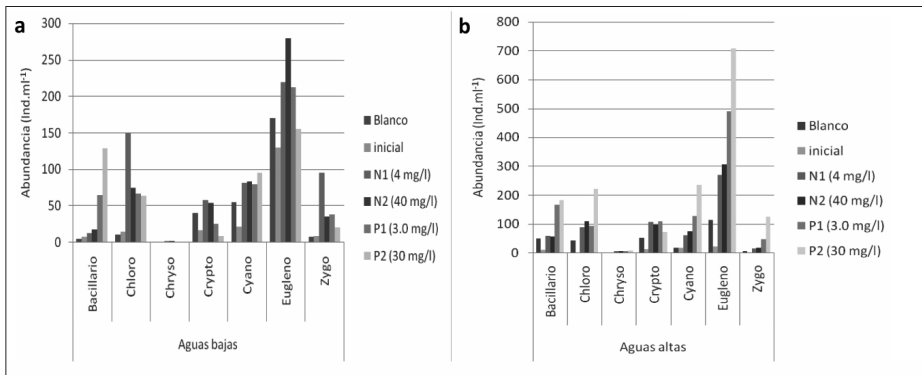 a
Abundancia (Ind.ml-1)
300
250
200
150
100
50
0
Bacillario
Chloro
Chryso
Crypto
Cyano
Eugleno
Zygo
Aguas bajas
Blanco
inicial
N1 (4 mg/l)
N2 (40 mg/l)
P1 (3.0 mg/l)
P2 (30 mg/l)
b
Abundancia (Ind.ml-1)
800
700
600
500
400
300
200
100
0
Bacillario
Chloro
Chryso
Crypto
Cyano
Eugleno
Zygo
Aguas altas
Blanco
inicial
N1 (4 mg/l)
N2 (40 mg/l)
P1 (3.0 mg/l)
P2 (30 mg/l)